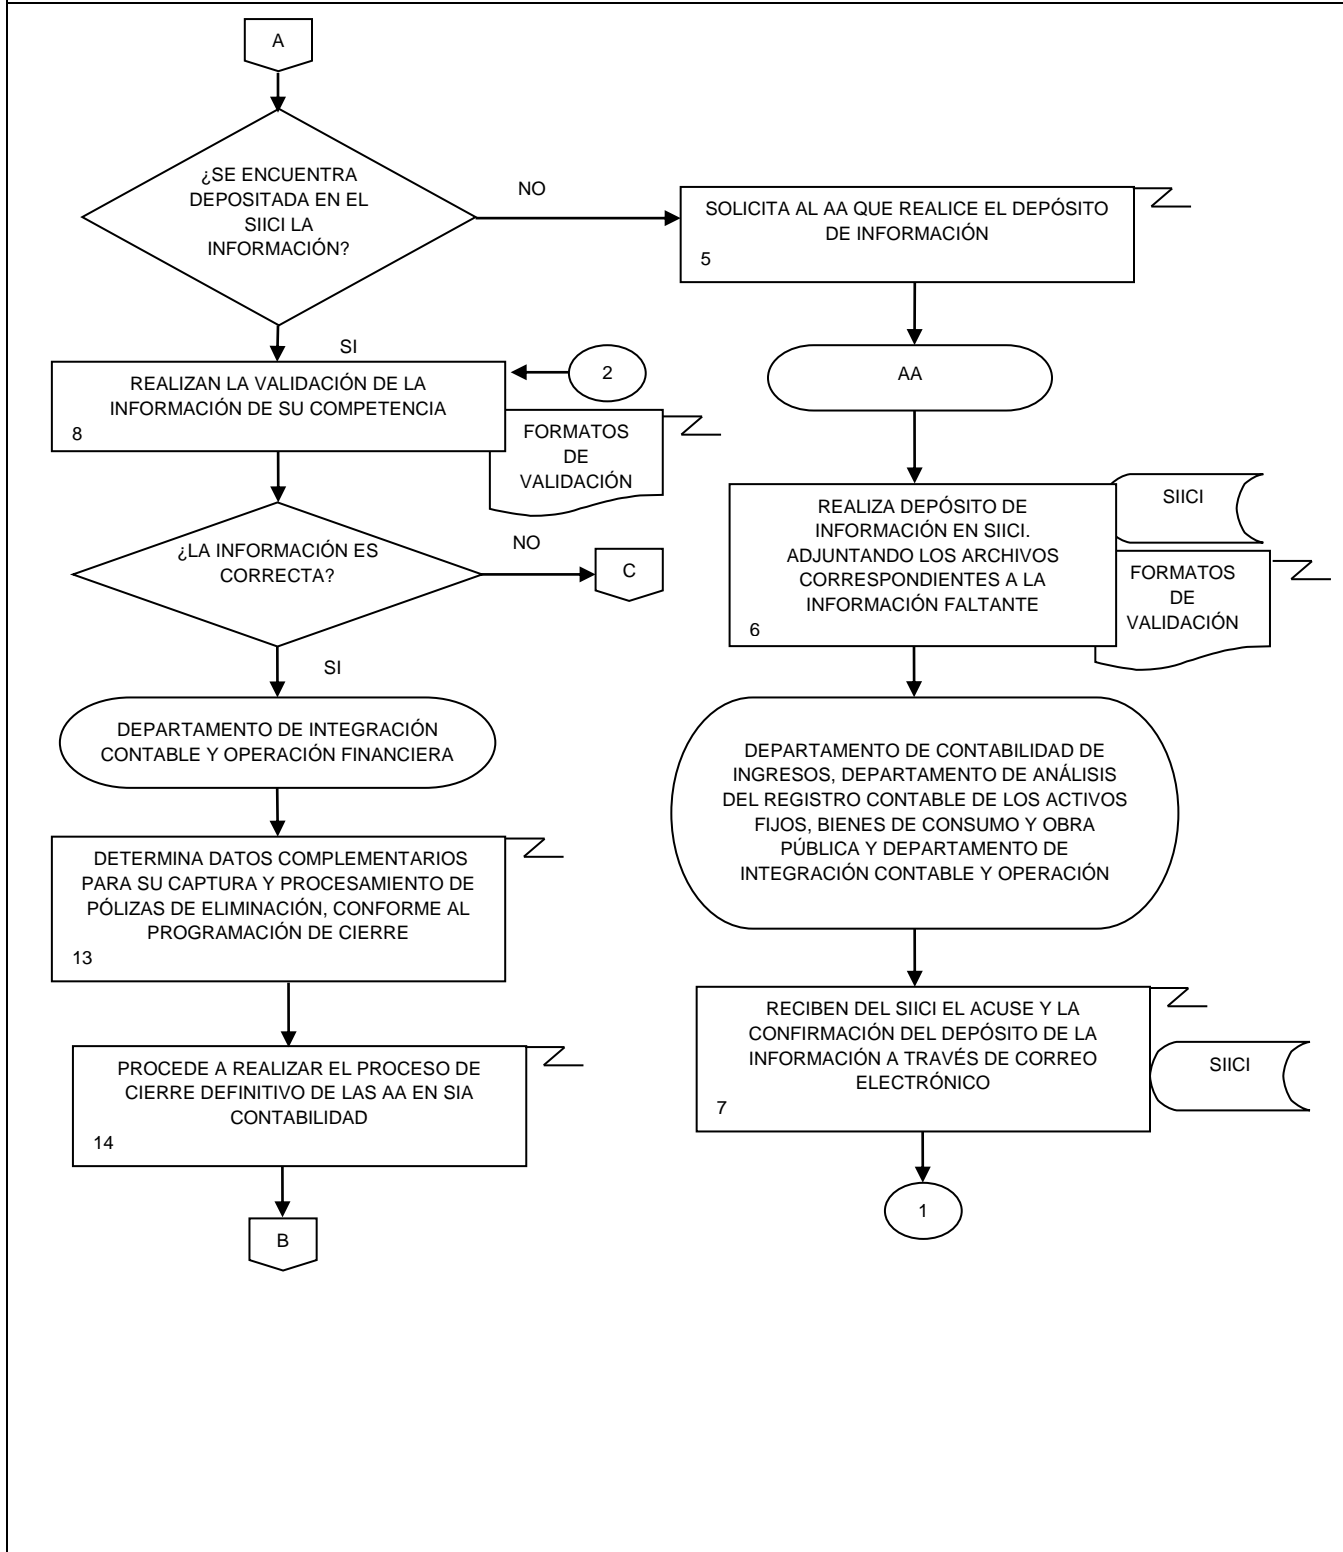 A
¿SE ENCUENTRA
DEPOSITADA EN EL
SIICI LA
INFORMACIÓN?
NO
SOLICITA AL AA QUE REALICE EL DEPÓSITO
DE INFORMACIÓN
5
SI
AA
2
REALIZAN LA VALIDACIÓN DE LA
INFORMACIÓN DE SU COMPETENCIA
8
FORMATOS
DE
VALIDACIÓN
REALIZA DEPÓSITO DE
INFORMACIÓN EN SIICI.
ADJUNTANDO LOS ARCHIVOS
CORRESPONDIENTES A LA
INFORMACIÓN FALTANTE
6
SIICI
FORMATOS
DE
VALIDACIÓN
¿LA INFORMACIÓN ES
CORRECTA?
NO
C
SI
DEPARTAMENTO DE INTEGRACIÓN
CONTABLE Y OPERACIÓN FINANCIERA
DEPARTAMENTO DE CONTABILIDAD DE
INGRESOS, DEPARTAMENTO DE ANÁLISIS
DEL REGISTRO CONTABLE DE LOS ACTIVOS
FIJOS, BIENES DE CONSUMO Y OBRA
PÚBLICA Y DEPARTAMENTO DE
INTEGRACIÓN CONTABLE Y OPERACIÓN
DETERMINA DATOS COMPLEMENTARIOS
PARA SU CAPTURA Y PROCESAMIENTO DE
PÓLIZAS DE ELIMINACIÓN, CONFORME AL
PROGRAMACIÓN DE CIERRE
13
RECIBEN DEL SIICI EL ACUSE Y LA
CONFIRMACIÓN DEL DEPÓSITO DE LA
INFORMACIÓN A TRAVÉS DE CORREO
ELECTRÓNICO
7
SIICI
PROCEDE A REALIZAR EL PROCESO DE
CIERRE DEFINITIVO DE LAS AA EN SIA
CONTABILIDAD
14
1
B